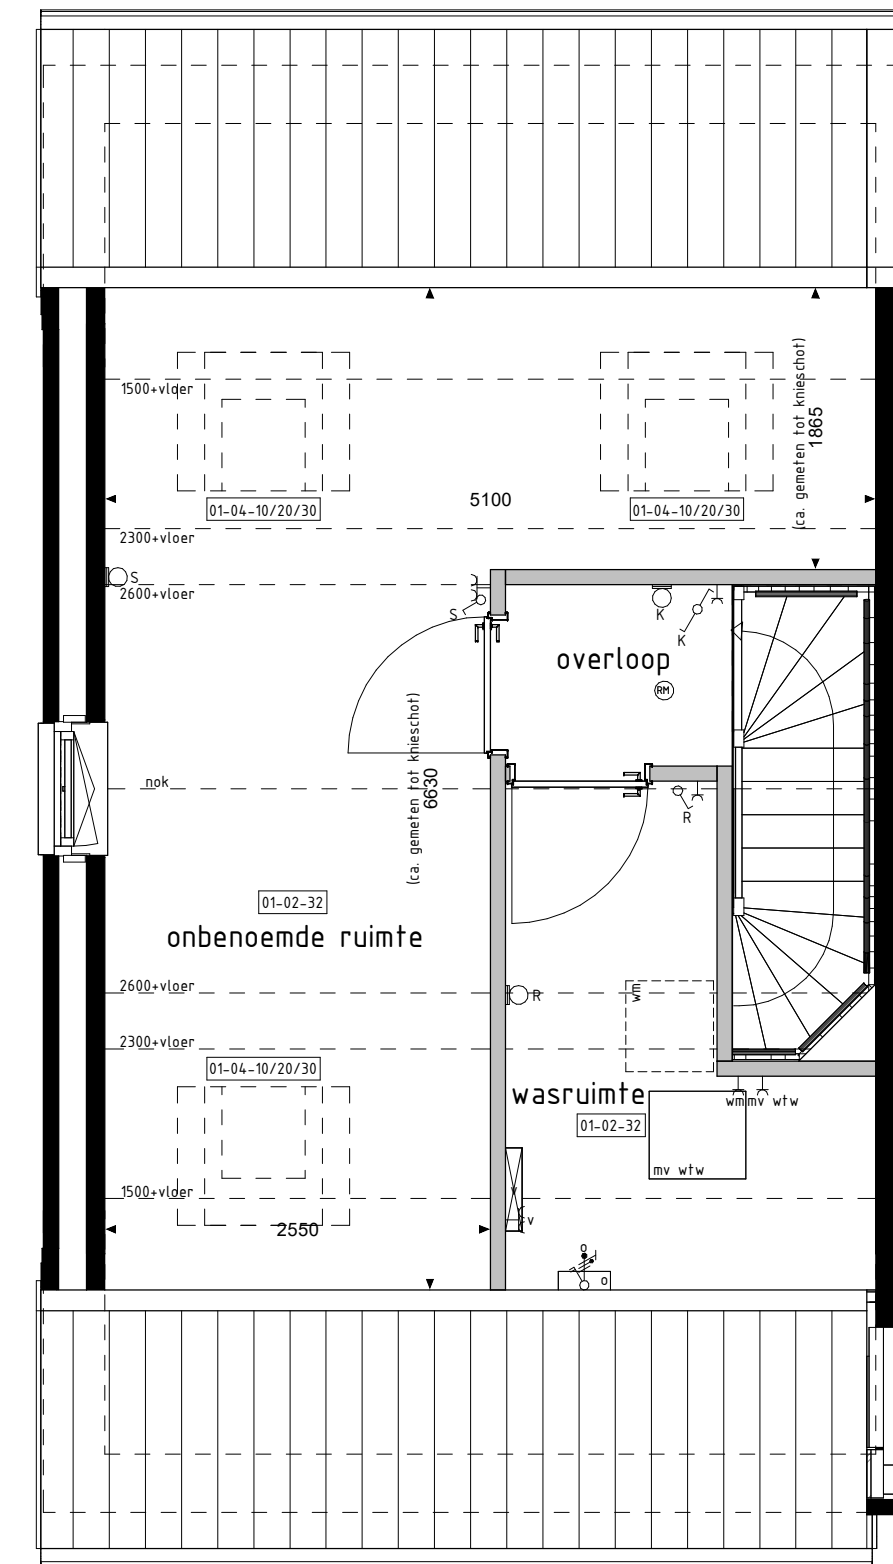 1500+vloer
(ca. gemeten tot knieschot)
1865
5100
01-04-10/20/30
01-04-10/20/30
2300+vloer
S
2600+vloer
S
K
K
overloop
RM
nok
(ca. gemeten tot knieschot)
6630
R
01-02-32
onbenoemde ruimte
2600+vloer
R
wm
2300+vloer
01-04-10/20/30
wasruimte
wm
mv wtw
01-02-32
mv wtw
1500+vloer
v
2550
o
o